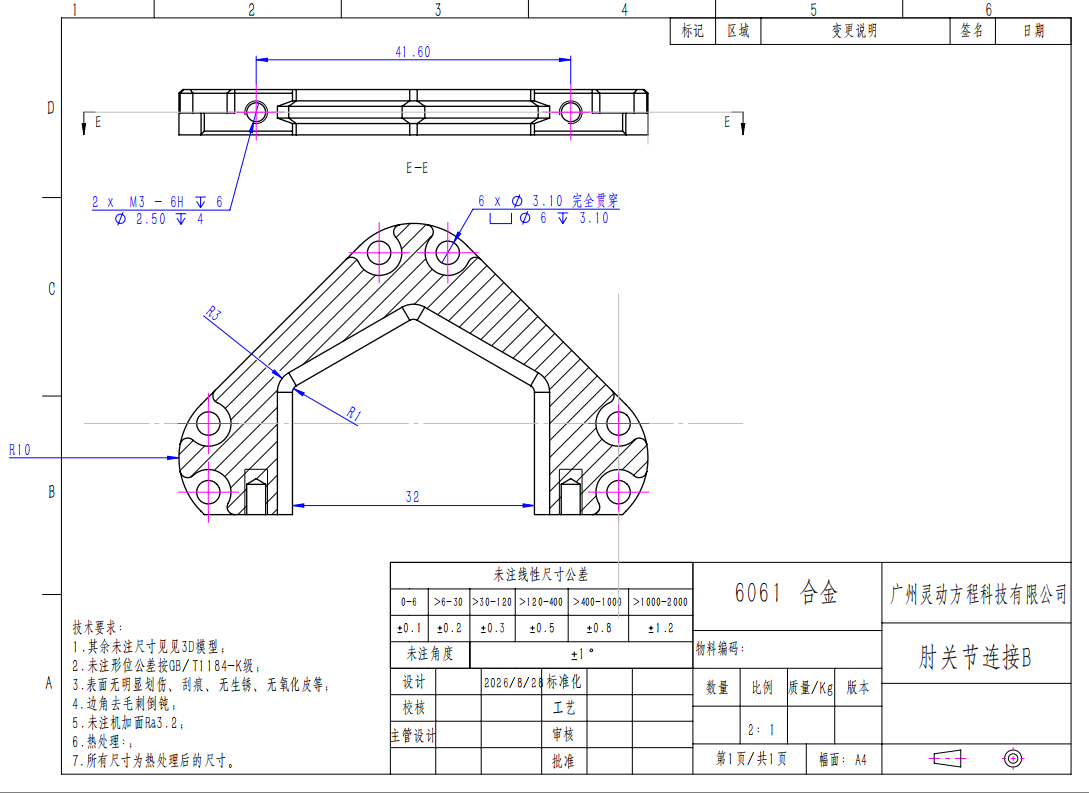 1 2 3 4 5 6
标记 区域 变更说明 签名 日期
41.60
D
E E
E-E
2 x M3 - 6H ↧ 6
Ø 2.50 ↧ 4
6 x Ø 3.10 完全贯穿
⌴ Ø 6 ↧ 3.10
C
R3
R1
R10
B
32
未注线性尺寸公差
0-6 >6-30 >30-120 >120-400 >400-1000 >1000-2000
±0.1 ±0.2 ±0.3 ±0.5 ±0.8 ±1.2
未注角度 ±1°
设计 2026/8/28 标准化
校核 工艺
主管设计 审核
批准
6061 合金
物料编码:
数量 比例 质量/Kg 版本
2: 1
第1页/共1页 幅面: A4
广州灵动方程科技有限公司
肘关节连接B
A
技术要求:
1.其余未注尺寸见见3D模型;
2.未注形位公差按GB/T1184-K级;
3.表面无明显划伤、刮痕、无生锈、无氧化皮等;
4.边角去毛刺倒钝;
5.未注机加面Ra3.2;
6.热处理:;
7.所有尺寸为热处理后的尺寸。